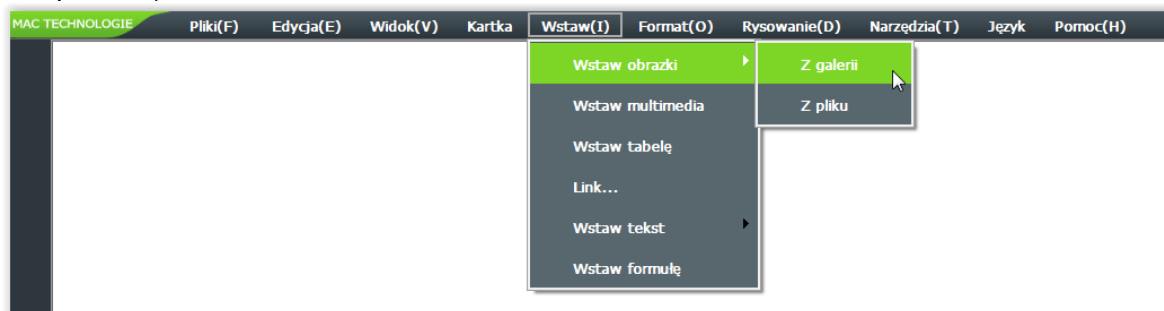 MAC TECHNOLOGIE Pliki(F) Edycja(E) Widok(V) Kartka Wstaw(I) Format(O) Rysowanie(D) Narzędzia(T) Język Pomoc(H)
Wstaw obrazki Z galerii
Wstaw multimedia Z pliku
Wstaw tabelę
Link...
Wstaw tekst
Wstaw formułę